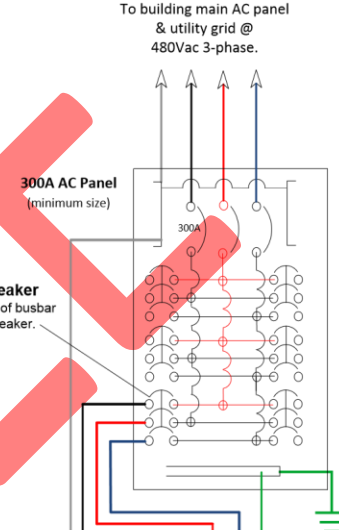 To building main AC panel
& utility grid @
480Vac 3-phase.
300A AC Panel
(minimum size)
300A
eaker
of busbar
eaker.